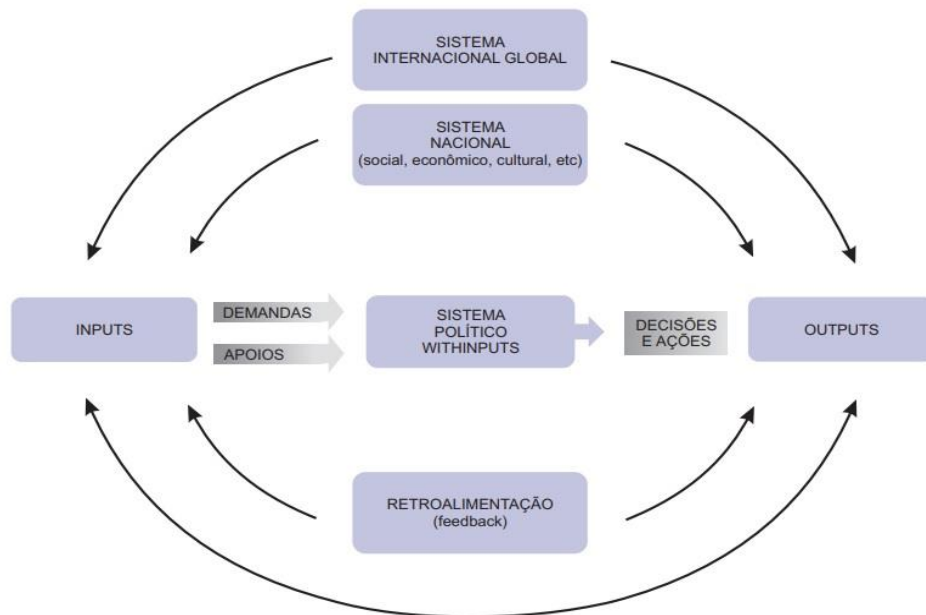 SISTEMA
INTERNACIONAL GLOBAL
SISTEMA
NACIONAL
(social, econômico, cultural, etc)
INPUTS
DEMANDAS
APOIOS
SISTEMA
POLÍTICO
WITHINPUTS
DECISÕES
E AÇÕES
OUTPUTS
RETROALIMENTAÇÃO
(feedback)